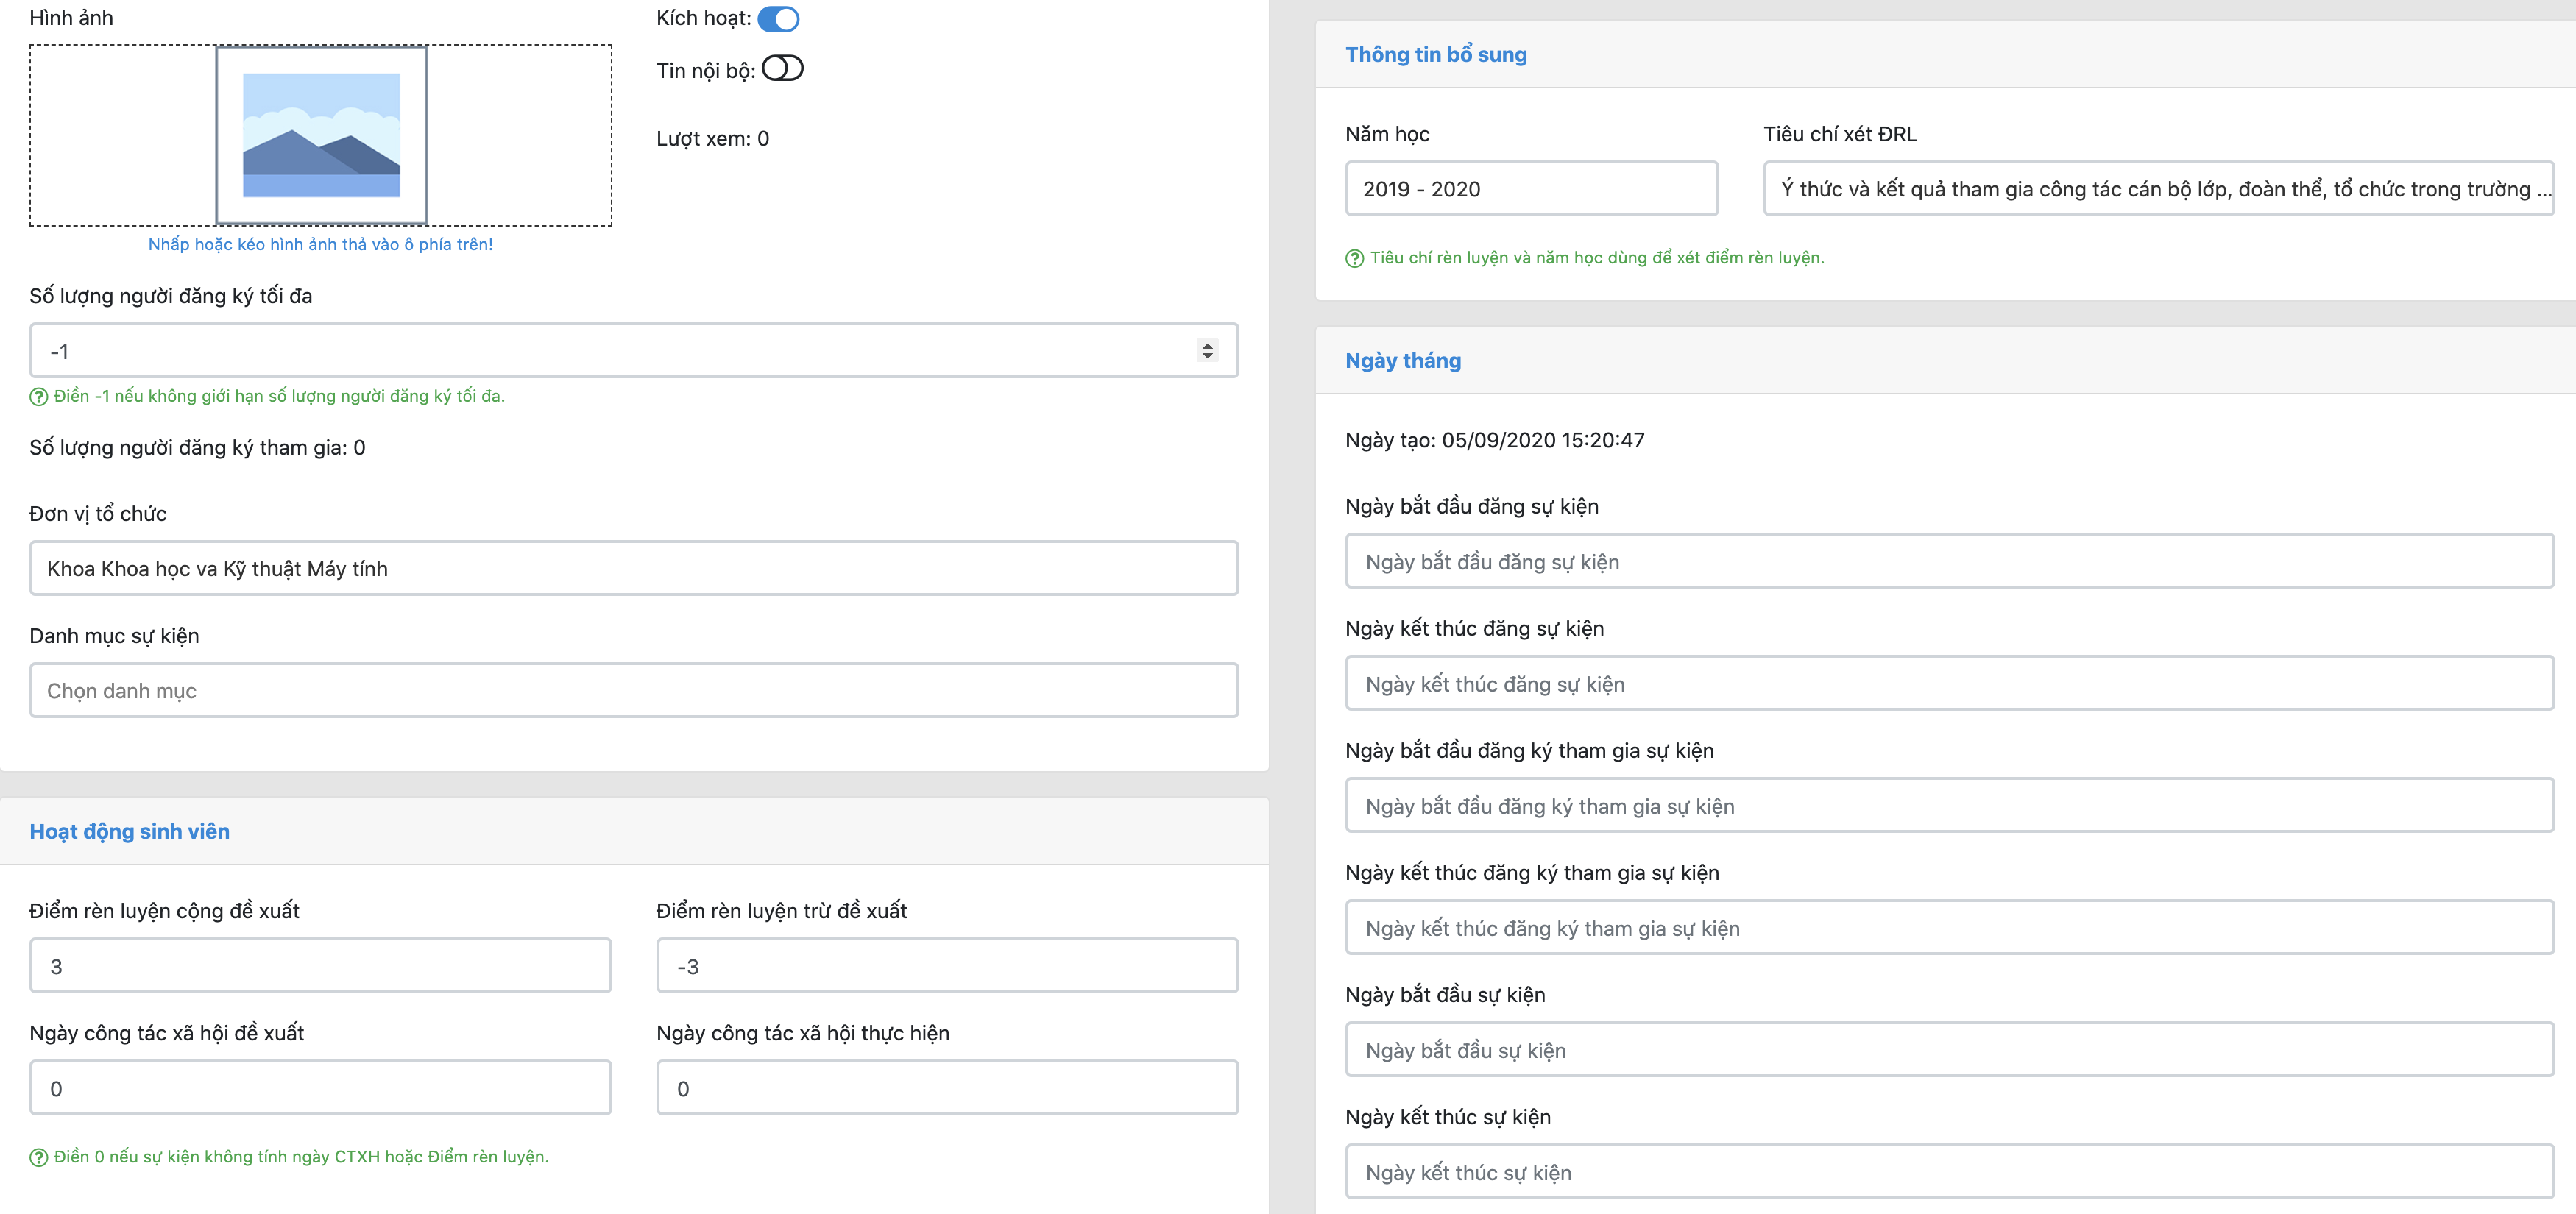 Hình ảnh
Kích hoạt:
Tin nội bộ:
Lượt xem: 0
Nhấp hoặc kéo hình ảnh thả vào ô phía trên!
Số lượng người đăng ký tối đa
-1
Điền -1 nếu không giới hạn số lượng người đăng ký tối đa.
Số lượng người đăng ký tham gia: 0
Đơn vị tổ chức
Khoa Khoa học va Kỹ thuật Máy tính
Danh mục sự kiện
Chọn danh mục
Hoạt động sinh viên
Điểm rèn luyện cộng đề xuất
Điểm rèn luyện trừ đề xuất
3
-3
Ngày công tác xã hội đề xuất
Ngày công tác xã hội thực hiện
0
0
Điền 0 nếu sự kiện không tính ngày CTXH hoặc Điểm rèn luyện.
Thông tin bổ sung
Năm học
Tiêu chí xét ĐRL
2019 - 2020
Ý thức và kết quả tham gia công tác cán bộ lớp, đoàn thể, tổ chức trong trường ...
Tiêu chí rèn luyện và năm học dùng để xét điểm rèn luyện.
Ngày tháng
Ngày tạo: 05/09/2020 15:20:47
Ngày bắt đầu đăng sự kiện
Ngày bắt đầu đăng sự kiện
Ngày kết thúc đăng sự kiện
Ngày kết thúc đăng sự kiện
Ngày bắt đầu đăng ký tham gia sự kiện
Ngày bắt đầu đăng ký tham gia sự kiện
Ngày kết thúc đăng ký tham gia sự kiện
Ngày kết thúc đăng ký tham gia sự kiện
Ngày bắt đầu sự kiện
Ngày bắt đầu sự kiện
Ngày kết thúc sự kiện
Ngày kết thúc sự kiện